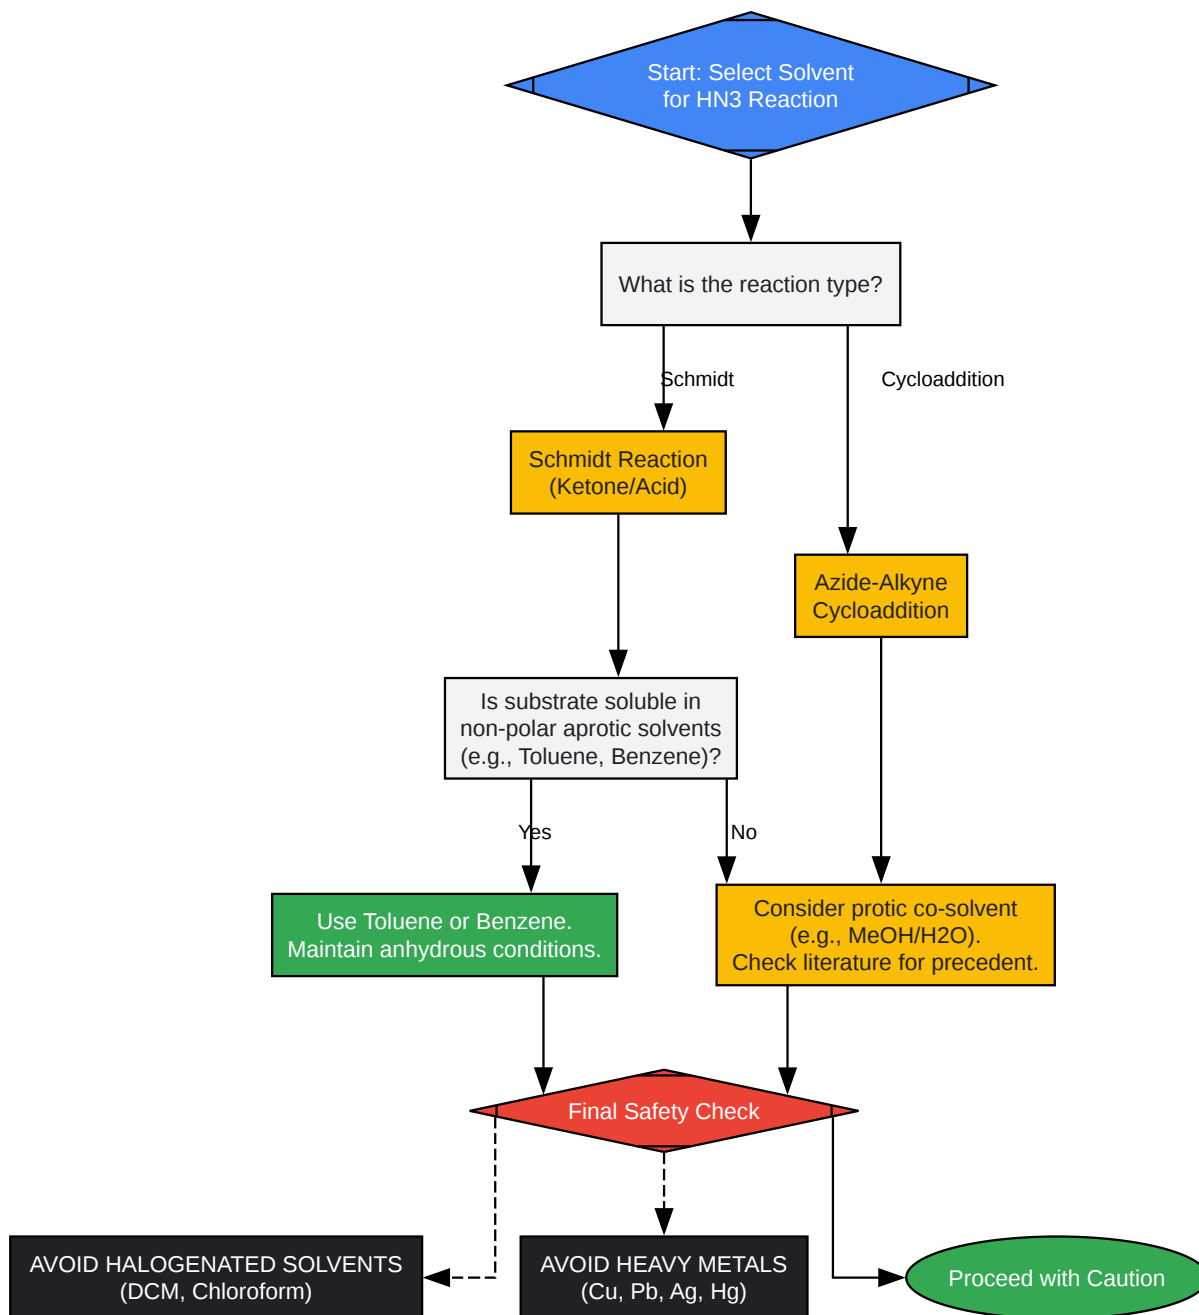 Start: Select Solvent
for HN3 Reaction
What is the reaction type?
Schmidt
Cycloaddition
Schmidt Reaction
(Ketone/Acid)
Azide-Alkyne
Cycloaddition
Is substrate soluble in
non-polar aprotic solvents
(e.g., Toluene, Benzene)?
Yes
No
Use Toluene or Benzene.
Maintain anhydrous conditions.
Consider protic co-solvent
(e.g., MeOH/H2O).
Check literature for precedent.
Final Safety Check
AVOID HALOGENATED SOLVENTS
(DCM, Chloroform)
AVOID HEAVY METALS
(Cu, Pb, Ag, Hg)
Proceed with Caution